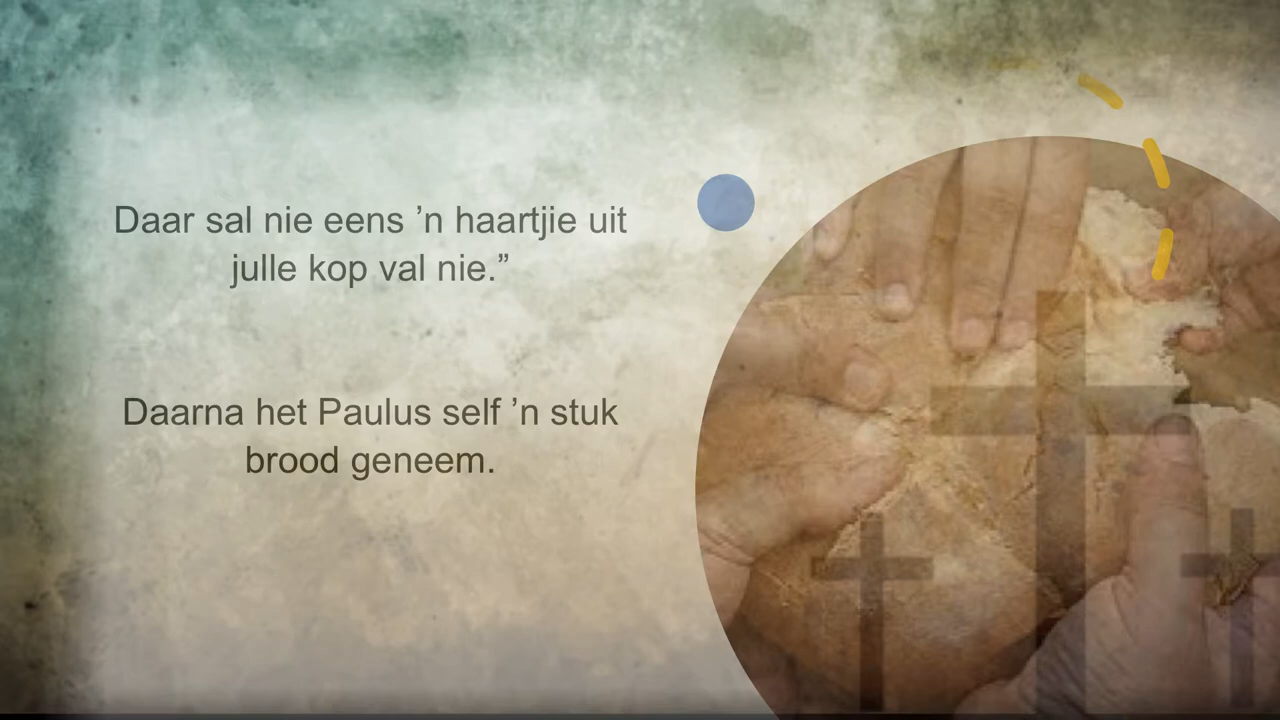 Daar sal nie eens ’n haartjie uit
julle kop val nie.”
Daarna het Paulus self ’n stuk
brood geneem.